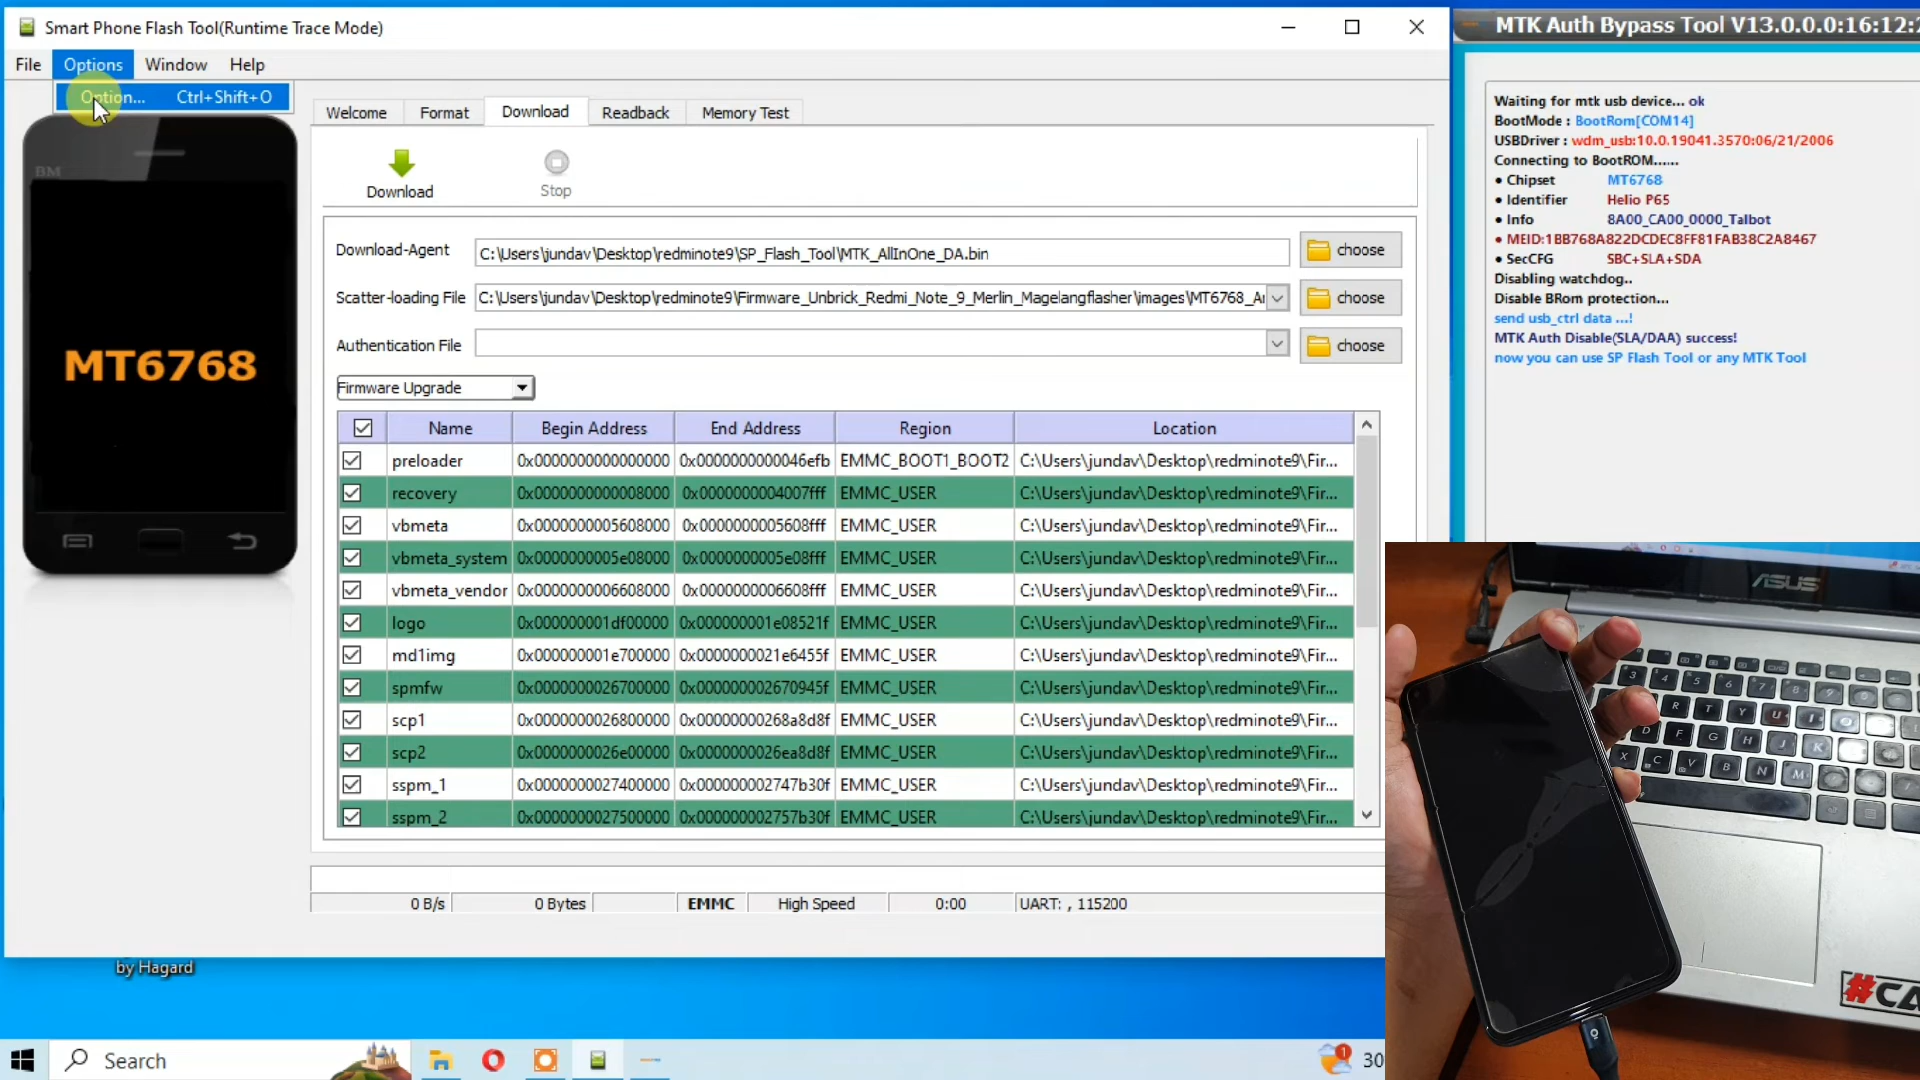 Smart Phone Flash Tool(Runtime Trace Mode)
File Options Window Help
Option... Ctrl+Shift+O
Welcome Format Download Readback Memory Test
BM
MT6768
Download Stop
Download-Agent C:\Users\jundav\Desktop\redminote9\SP_Flash_Tool\MTK_AllInOne_DA.bin choose
Scatter-loading File C:\Users\jundav\Desktop\redminote9\Firmware_Unbrick_Redmi_Note_9_Merlin_Magelangflasher\images\MT6768_A choose
Authentication File choose
Firmware Upgrade
Name Begin Address End Address Region Location
preloader 0x0000000000000000 0x0000000000046efb EMMC_BOOT1_BOOT2 C:\Users\jundav\Desktop\redminote9\Fir...
recovery 0x0000000000008000 0x0000000004007fff EMMC_USER C:\Users\jundav\Desktop\redminote9\Fir...
vbmeta 0x0000000005608000 0x0000000005608fff EMMC_USER C:\Users\jundav\Desktop\redminote9\Fir...
vbmeta_system 0x0000000005e08000 0x0000000005e08fff EMMC_USER C:\Users\jundav\Desktop\redminote9\Fir...
vbmeta_vendor 0x0000000006608000 0x0000000006608fff EMMC_USER C:\Users\jundav\Desktop\redminote9\Fir...
logo 0x000000001df00000 0x000000001e08521f EMMC_USER C:\Users\jundav\Desktop\redminote9\Fir...
md1img 0x000000001e700000 0x0000000021e6455f EMMC_USER C:\Users\jundav\Desktop\redminote9\Fir...
spmfw 0x0000000026700000 0x000000002670945f EMMC_USER C:\Users\jundav\Desktop\redminote9\Fir...
scp1 0x0000000026800000 0x00000000268a8d8f EMMC_USER C:\Users\jundav\Desktop\redminote9\Fir...
scp2 0x0000000026e00000 0x0000000026ea8d8f EMMC_USER C:\Users\jundav\Desktop\redminote9\Fir...
sspm_1 0x0000000027400000 0x000000002747b30f EMMC_USER C:\Users\jundav\Desktop\redminote9\Fir...
sspm_2 0x0000000027500000 0x000000002757b30f EMMC_USER C:\Users\jundav\Desktop\redminote9\Fir...
0 B/s 0 Bytes EMMC High Speed 0:00 UART: , 115200
by Hagard
Search
1
30
MTK Auth Bypass Tool V13.0.0.0:16:12:2
Waiting for mtk usb device... ok
BootMode : BootRom[COM14]
USBDriver : wdm_usb:10.0.19041.3570:06/21/2006
Connecting to BootROM......
• Chipset MT6768
• Identifier Helio P65
• Info 8A00_CA00_0000_Talbot
• MEID:1BB768A822DCDEC8FF81FAB38C2A8467
• SecCFG SBC+SLA+SDA
Disabling watchdog..
Disable BRom protection...
send usb_ctrl data ...!
MTK Auth Disable(SLA/DAA) success!
now you can use SP Flash Tool or any MTK Tool
ASUS
3 4 5 6 7 8 9
R T Y U I O
D F G H J K
X C V B N M
#CA